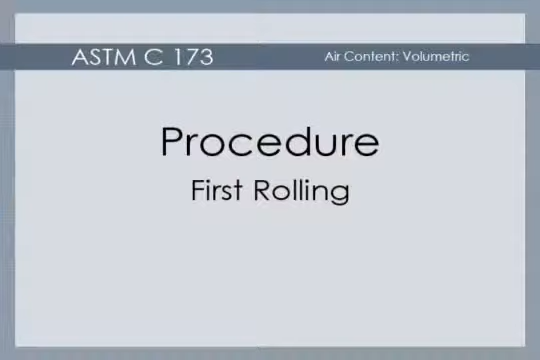 ASTM C 173 Air Content: Volumetric
Procedure
First Rolling